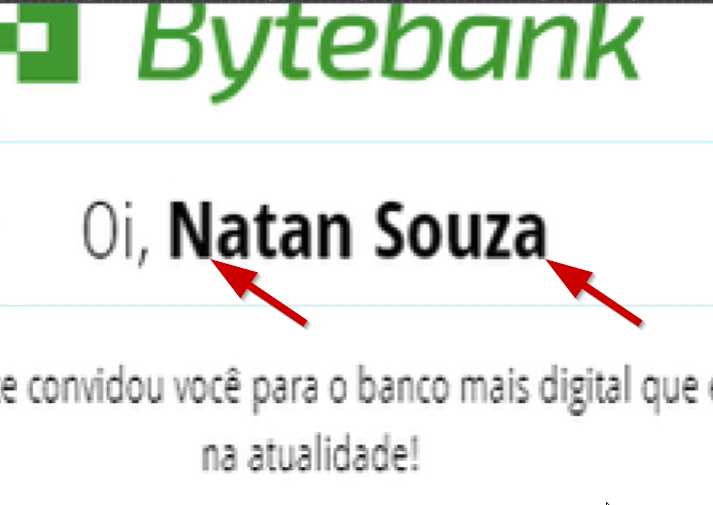 Bytebank
Oi, Natan Souza
convidou você para o banco mais digital que
na atualidade!